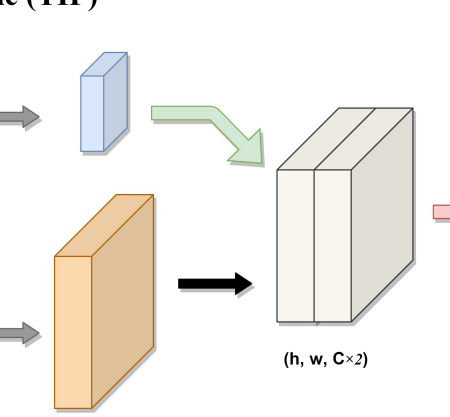 (h, w, C×2)